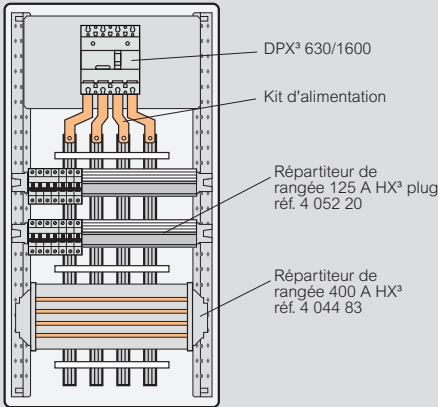 DPX³ 630/1600
Kit d'alimentation
Répartiteur de
rangée 125 A HX³ plug
réf. 4 052 20
Répartiteur de
rangée 400 A HX³
réf. 4 044 83